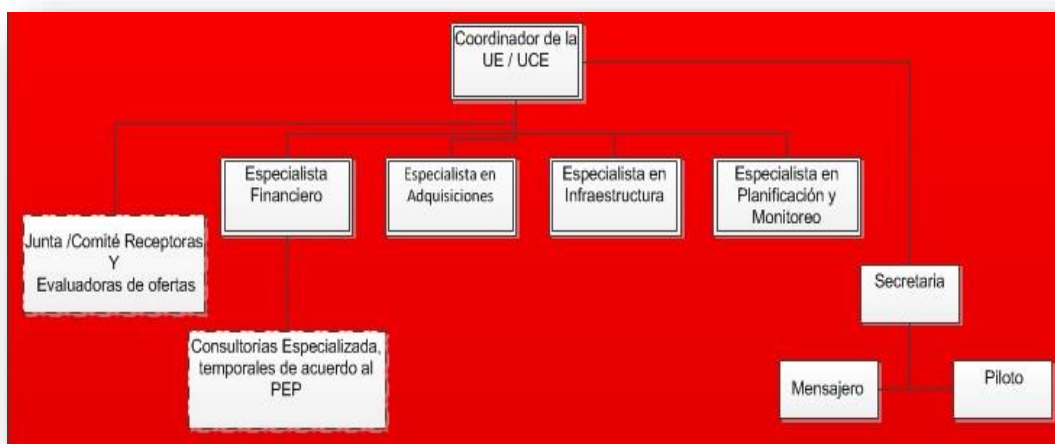 Coordinador de la
UE / UCE
Especialista
Financiero
Especialista en
Adquisiciones
Especialista en
Infraestructura
Especialista en
Planificación y
Monitoreo
Junta /Comité Receptoras
Y
Evaluadoras de ofertas
Secretaria
Consultorías Especializada,
temporales de acuerdo al
PEP
Mensajero
Piloto